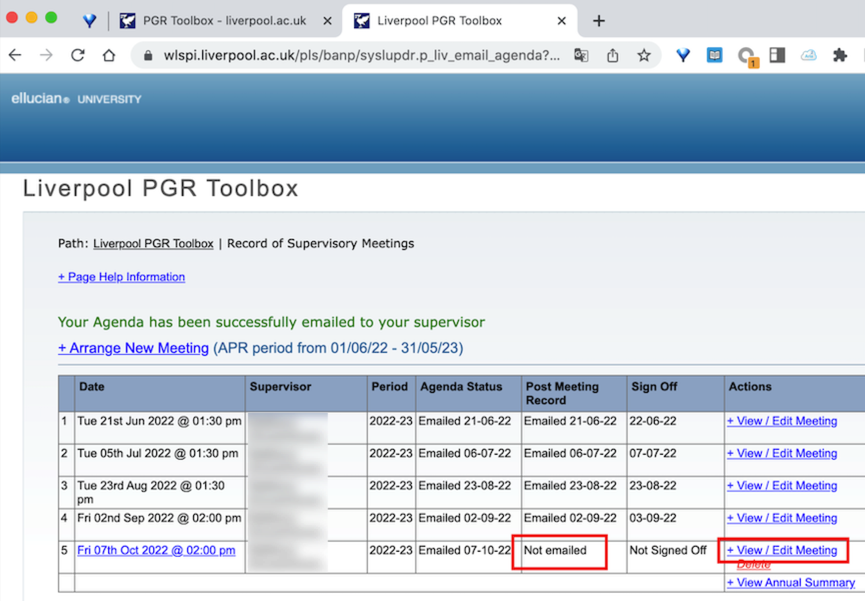 PGR Toolbox - liverpool.ac.uk
Liverpool PGR Toolbox
wlspi.liverpool.ac.uk/pls/banp/syslupdr.p_liv_email_agenda?...
1
ellucian® UNIVERSITY
Liverpool PGR Toolbox
Path: Liverpool PGR Toolbox | Record of Supervisory Meetings
+ Page Help Information
Your Agenda has been successfully emailed to your supervisor
+ Arrange New Meeting (APR period from 01/06/22 - 31/05/23)
Date Supervisor Period Agenda Status Post Meeting Record Sign Off Actions
1 Tue 21st Jun 2022 @ 01:30 pm 2022-23 Emailed 21-06-22 Emailed 21-06-22 22-06-22 + View / Edit Meeting
2 Tue 05th Jul 2022 @ 01:30 pm 2022-23 Emailed 06-07-22 Emailed 06-07-22 07-07-22 + View / Edit Meeting
3 Tue 23rd Aug 2022 @ 01:30 pm 2022-23 Emailed 23-08-22 Emailed 23-08-22 23-08-22 + View / Edit Meeting
4 Fri 02nd Sep 2022 @ 02:00 pm 2022-23 Emailed 02-09-22 Emailed 02-09-22 03-09-22 + View / Edit Meeting
5 Fri 07th Oct 2022 @ 02:00 pm 2022-23 Emailed 07-10-22 Not emailed Not Signed Off + View / Edit Meeting
Delete
+ View Annual Summary